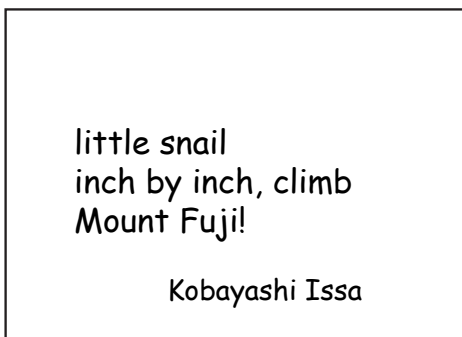 little snail
inch by inch, climb
Mount Fuji!
Kobayashi Issa